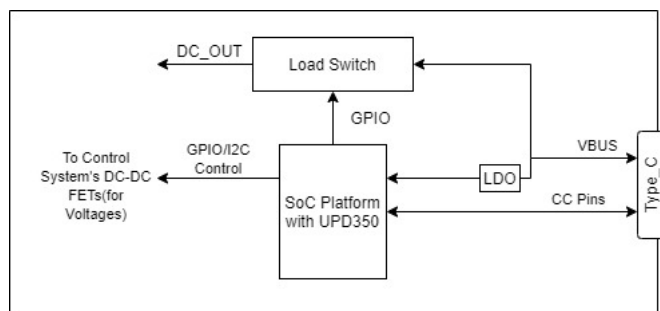 DC_OUT
Load Switch
GPIO
GPIO/I2C
Control
To Control
System's DC-DC
FETs(for
Voltages)
SoC Platform
with UPD350
LDO
VBUS
CC Pins
Type_C